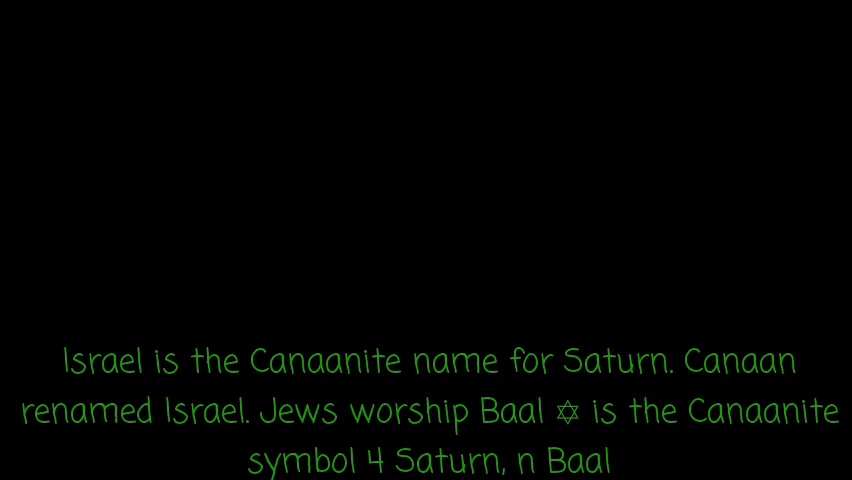 Israel is the Canaanite name for Saturn. Canaan
renamed Israel. Jews worship Baal ✡ is the Canaanite
symbol 4 Saturn, n Baal